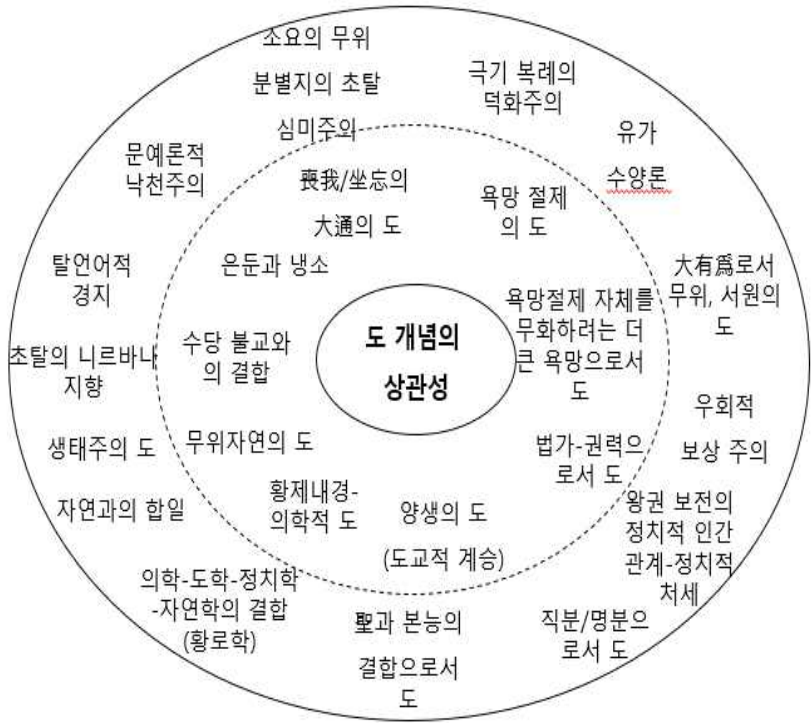 소요의 무위
분별지의 초탈
심미주의
극기 복례의
덕화주의
유가
수양론
문예론적
낙천주의
喪我/坐忘의
大通의 도
욕망 절제
의 도
탈언어적
경지
은둔과 냉소
大有爲로서
무위, 서원의
도
욕망절제 자체를
무화하려는 더
큰 욕망으로서
도
도 개념의
상관성
수당 불교와
의 결합
초탈의 니르바나
지향
우회적
보상 주의
생태주의 도
무위자연의 도
법가-권력으
로서 도
자연과의 합일
황제내경-
의학적 도
양생의 도
(도교적 계승)
왕권 보전의
정치적 인간
관계-정치적
처세
의학-도학-정치학
-자연학의 결합
(황로학)
聖과 본능의
결합으로서
도
직분/명분으
로서 도